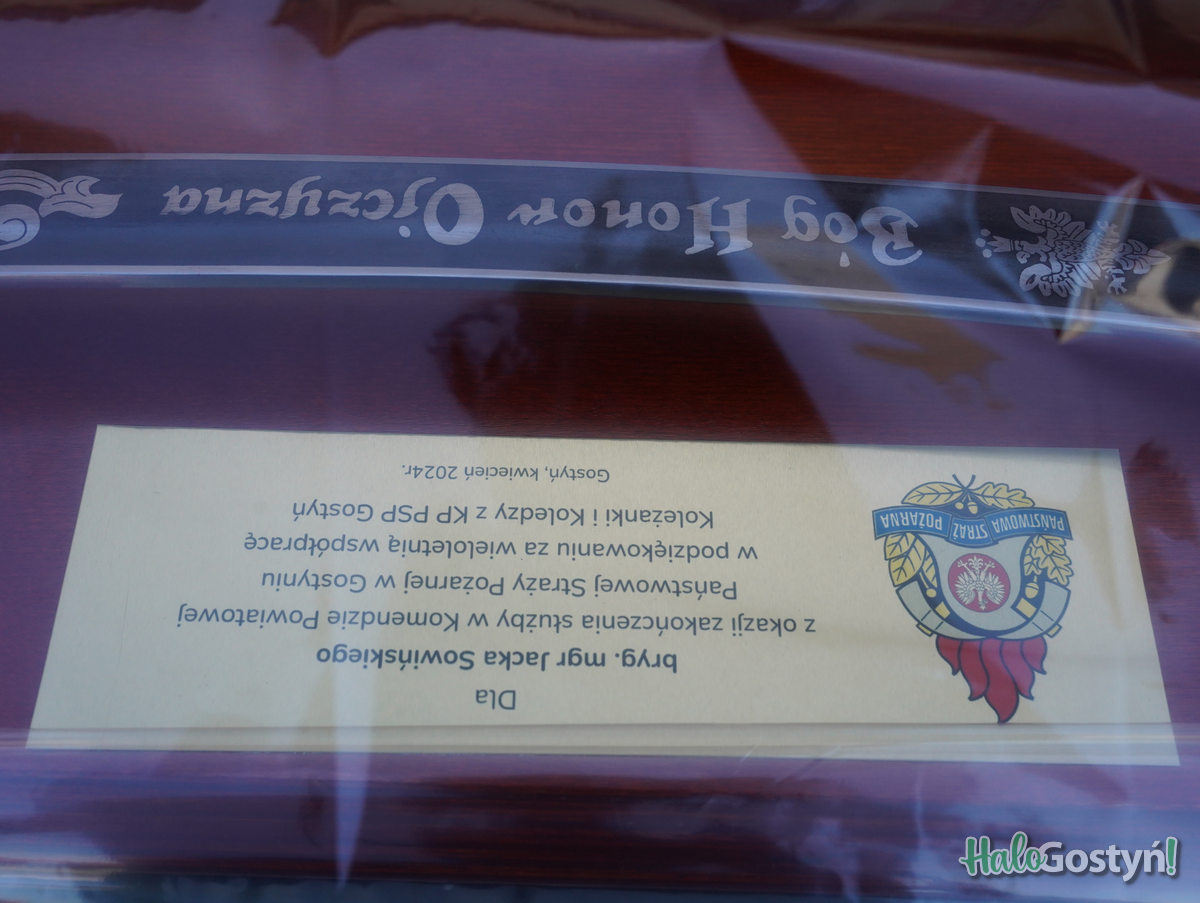 Bóg Honor Ojczyzna
PAŃSTWOWA STRAŻ POŻARNA
Dla
bryg. mgr Jacka Sowińskiego
z okazji zakończenia służby w Komendzie Powiatowej
Państwowej Straży Pożarnej w Gostyniu
w podziękowaniu za wieloletnią współpracę
Koleżanki i Koledzy z KP PSP Gostyń
Gostyń, kwiecień 2024r.
HaloGostyń!